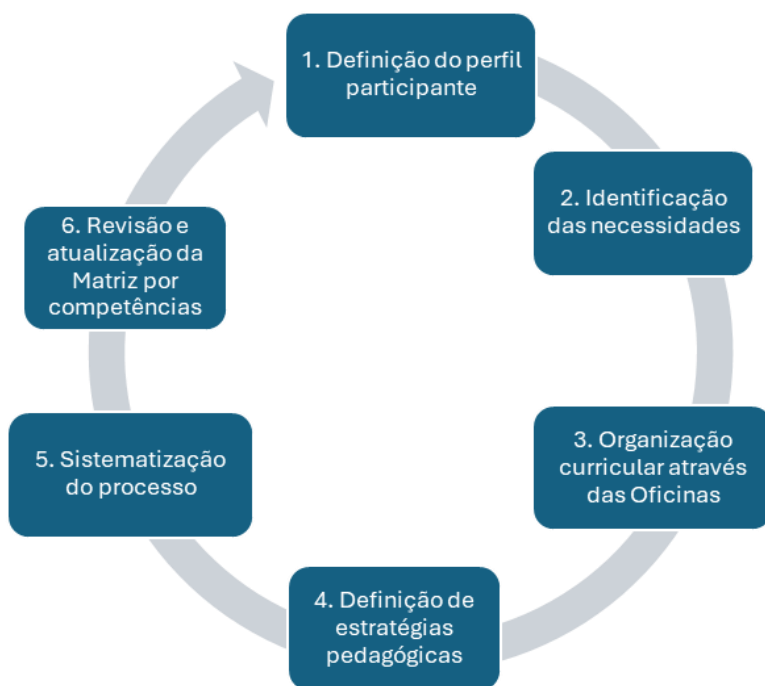 1. Definição do perfil
participante
2. Identificação
das necessidades
3. Organização
curricular através
das Oficinas
4. Definição de
estratégias
pedagógicas
5. Sistematização
do processo
6. Revisão e
atualização da
Matriz por
competências